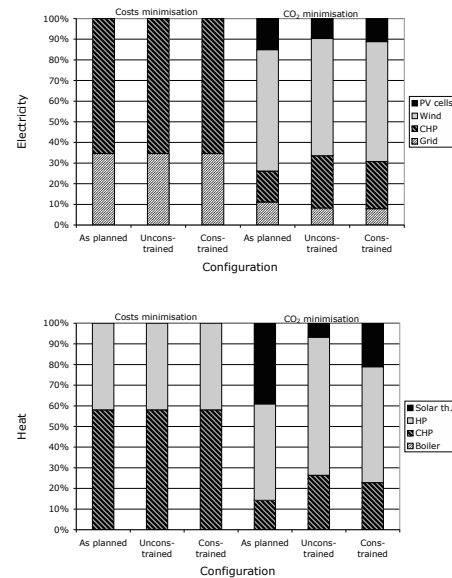 Costs minimisation CO₂ minimisation
100%
90%
80%
70%
60%
50%
40%
30%
20%
10%
0%
Electricity
PV cells
Wind
CHP
Grid
As planned Uncons- Cons- As planned Uncons- Cons-
trained trained trained trained
Configuration
Costs minimisation CO₂ minimisation
100%
90%
80%
70%
60%
50%
40%
30%
20%
10%
0%
Heat
Solar th.
HP
CHP
Boiler
As planned Uncons- Cons- As planned Uncons- Cons-
trained trained trained trained
Configuration